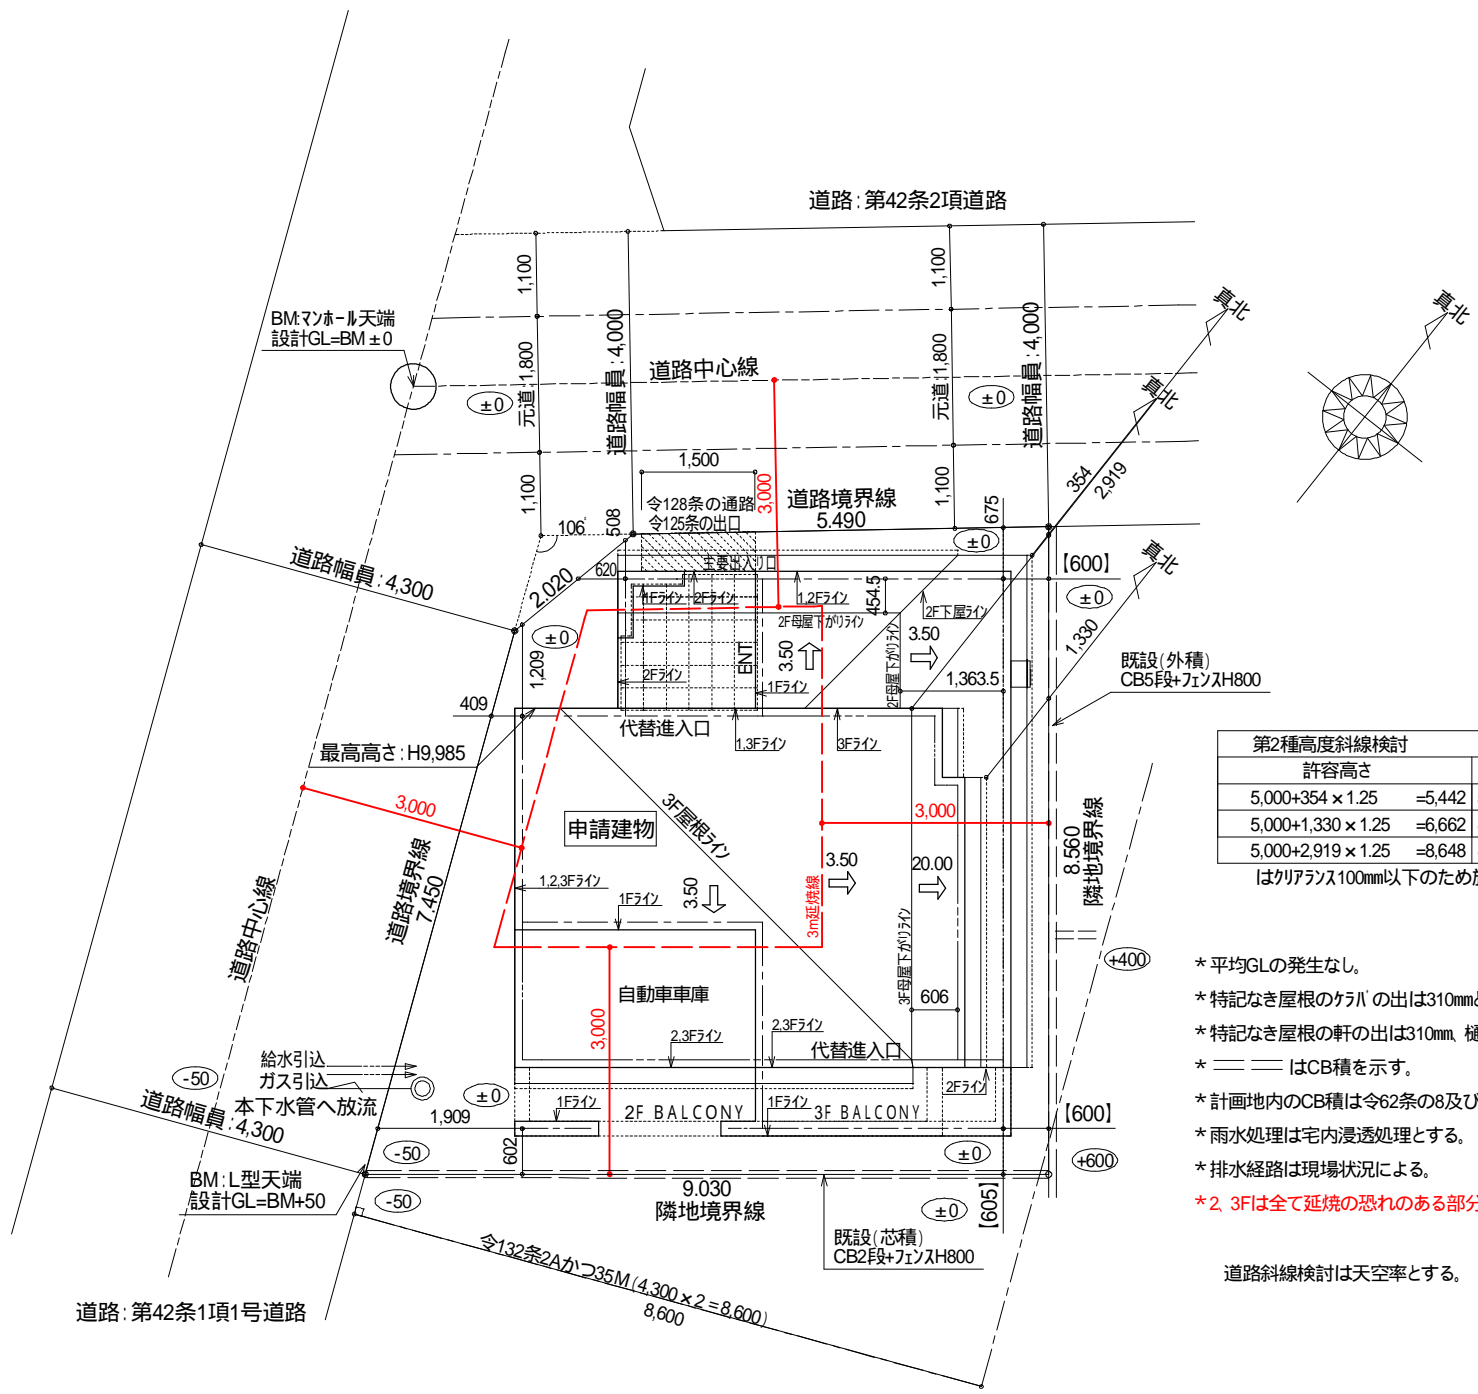 道路:第42条2項道路
1,100
1,100
元道:1,800
道路幅員:4,000
元道:1,800
道路幅員:4,000
BM:マンホール天端
設計GL=BM±0
道路中心線
±0
±0
真北
真北
真北
真北
1,100
1,100
1,500
3,000
354
2,919
道路境界線
5.490
令128条の通路
令125条の出口
675
106°
508
±0
主要出入り口
【600】
±0
道路幅員:4,300
2.020
620
1Fライン
2Fライン
1,2Fライン
454.5
2F下屋ライン
2F母屋下がりライン
±0
1,209
ENT
3.50
3.50
2F母屋下がりライン
1,330
既設(外積)
CB5段+フェンスH800
2Fライン
1Fライン
1,363.5
409
代替進入口
1,3Fライン
3Fライン
最高高さ:H9,985
第2種高度斜線検討
許容高さ
5,000+354×1.25 =5,442
5,000+1,330×1.25 =6,662
5,000+2,919×1.25 =8,648
はクリアランス100mm以下のため放
3,000
3F屋根ライン
申請建物
3,000
8.560
隣地境界線
道路境界線
7.450
1,2,3Fライン
3.50
3m延焼線
3.50
20.00
1Fライン
道路中心線
3F母屋下がりライン
+400
*平均GLの発生なし。
自動車車庫
606
*特記なき屋根のケラバの出は310mmと
3,000
2,3Fライン
2,3Fライン
代替進入口
*特記なき屋根の軒の出は310mm、樋
給水引込
ガス引込
-50
本下水管へ放流
* はCB積を示す。
±0
2Fライン
道路幅員:4,300
1,909
1Fライン
2F BALCONY
1Fライン
3F BALCONY
【600】
*計画地内のCB積は令62条の8及び
*雨水処理は宅内浸透処理とする。
-50
602
±0
+600
*排水経路は現場状況による。
BM:L型天端
設計GL=BM+50
-50
9.030
隣地境界線
【605】
±0
*2、3Fは全て延焼の恐れのある部分
既設(芯積)
CB2段+フェンスH800
令132条2Aかつ35M(4,300×2=8,600)
8,600
道路斜線検討は天空率とする。
道路:第42条1項1号道路